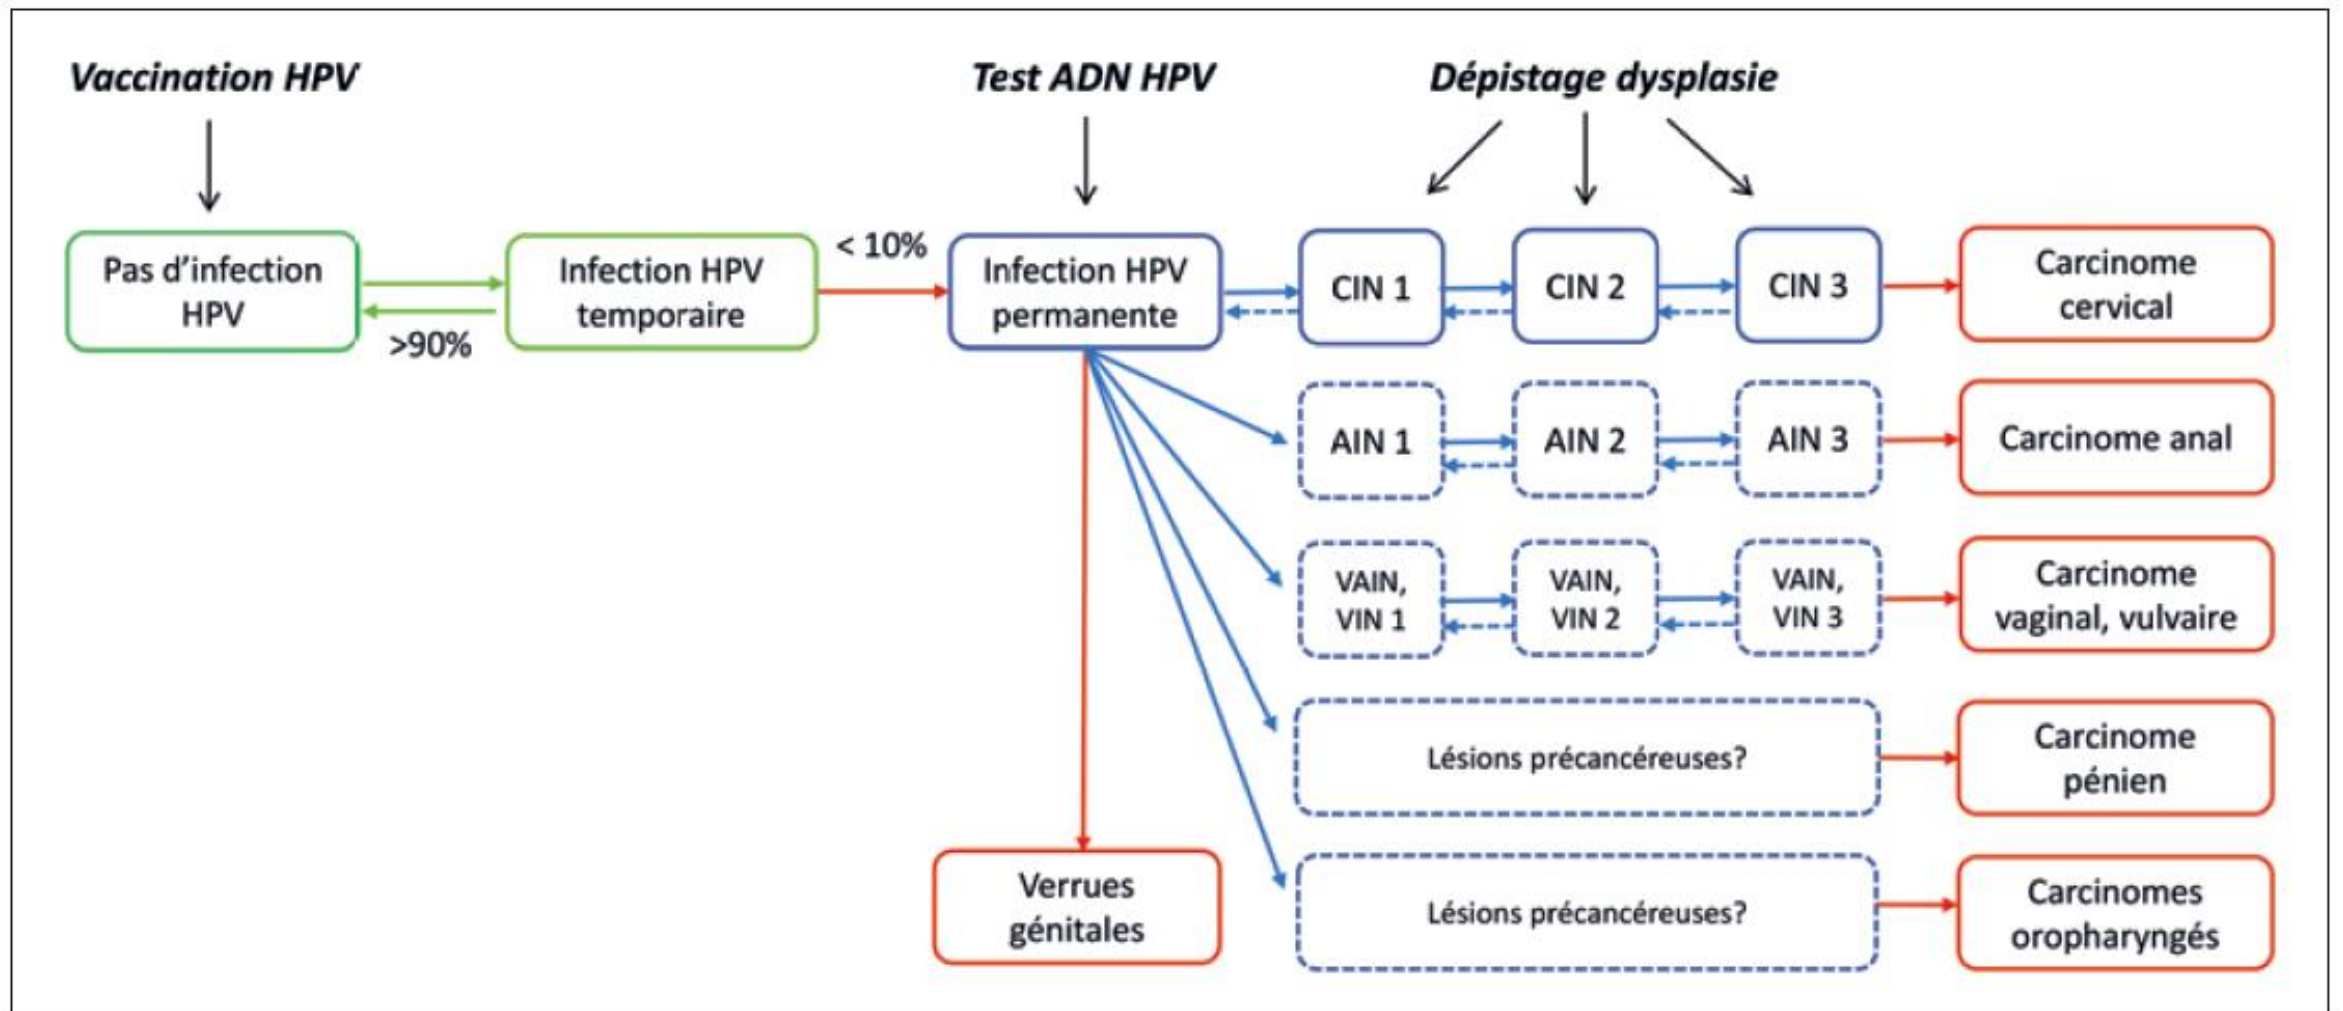 Vaccination HPV
Test ADN HPV
Dépistage dysplasie
Pas d'infection
HPV
>90%
Infection HPV
temporaire
< 10%
Infection HPV
permanente
CIN 1
CIN 2
CIN 3
Carcinome
cervical
AIN 1
AIN 2
AIN 3
Carcinome anal
VAIN,
VIN 1
VAIN,
VIN 2
VAIN,
VIN 3
Carcinome
vaginal, vulvaire
Lésions précancéreuses?
Carcinome
pénien
Verrues
génitales
Lésions précancéreuses?
Carcinomes
oropharyngés